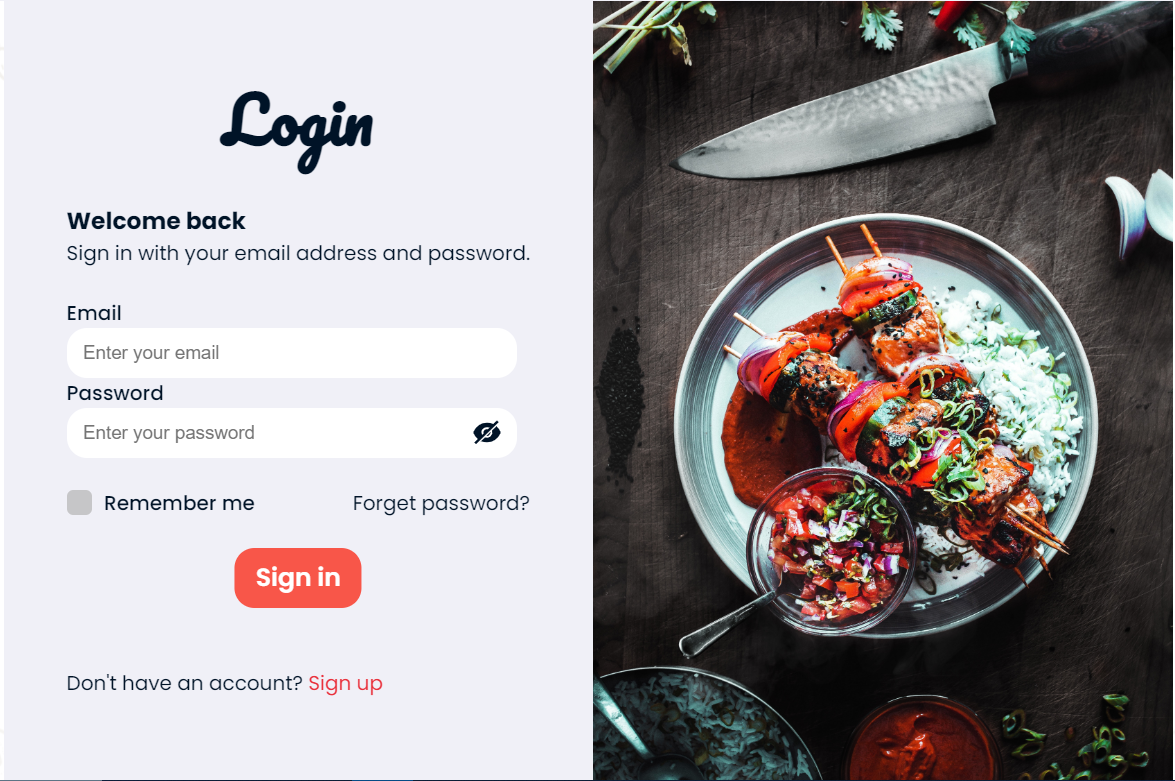 Login
Welcome back
Sign in with your email address and password.
Email
Enter your email
Password
Enter your password
Remember me
Forget password?
Sign in
Don't have an account? Sign up